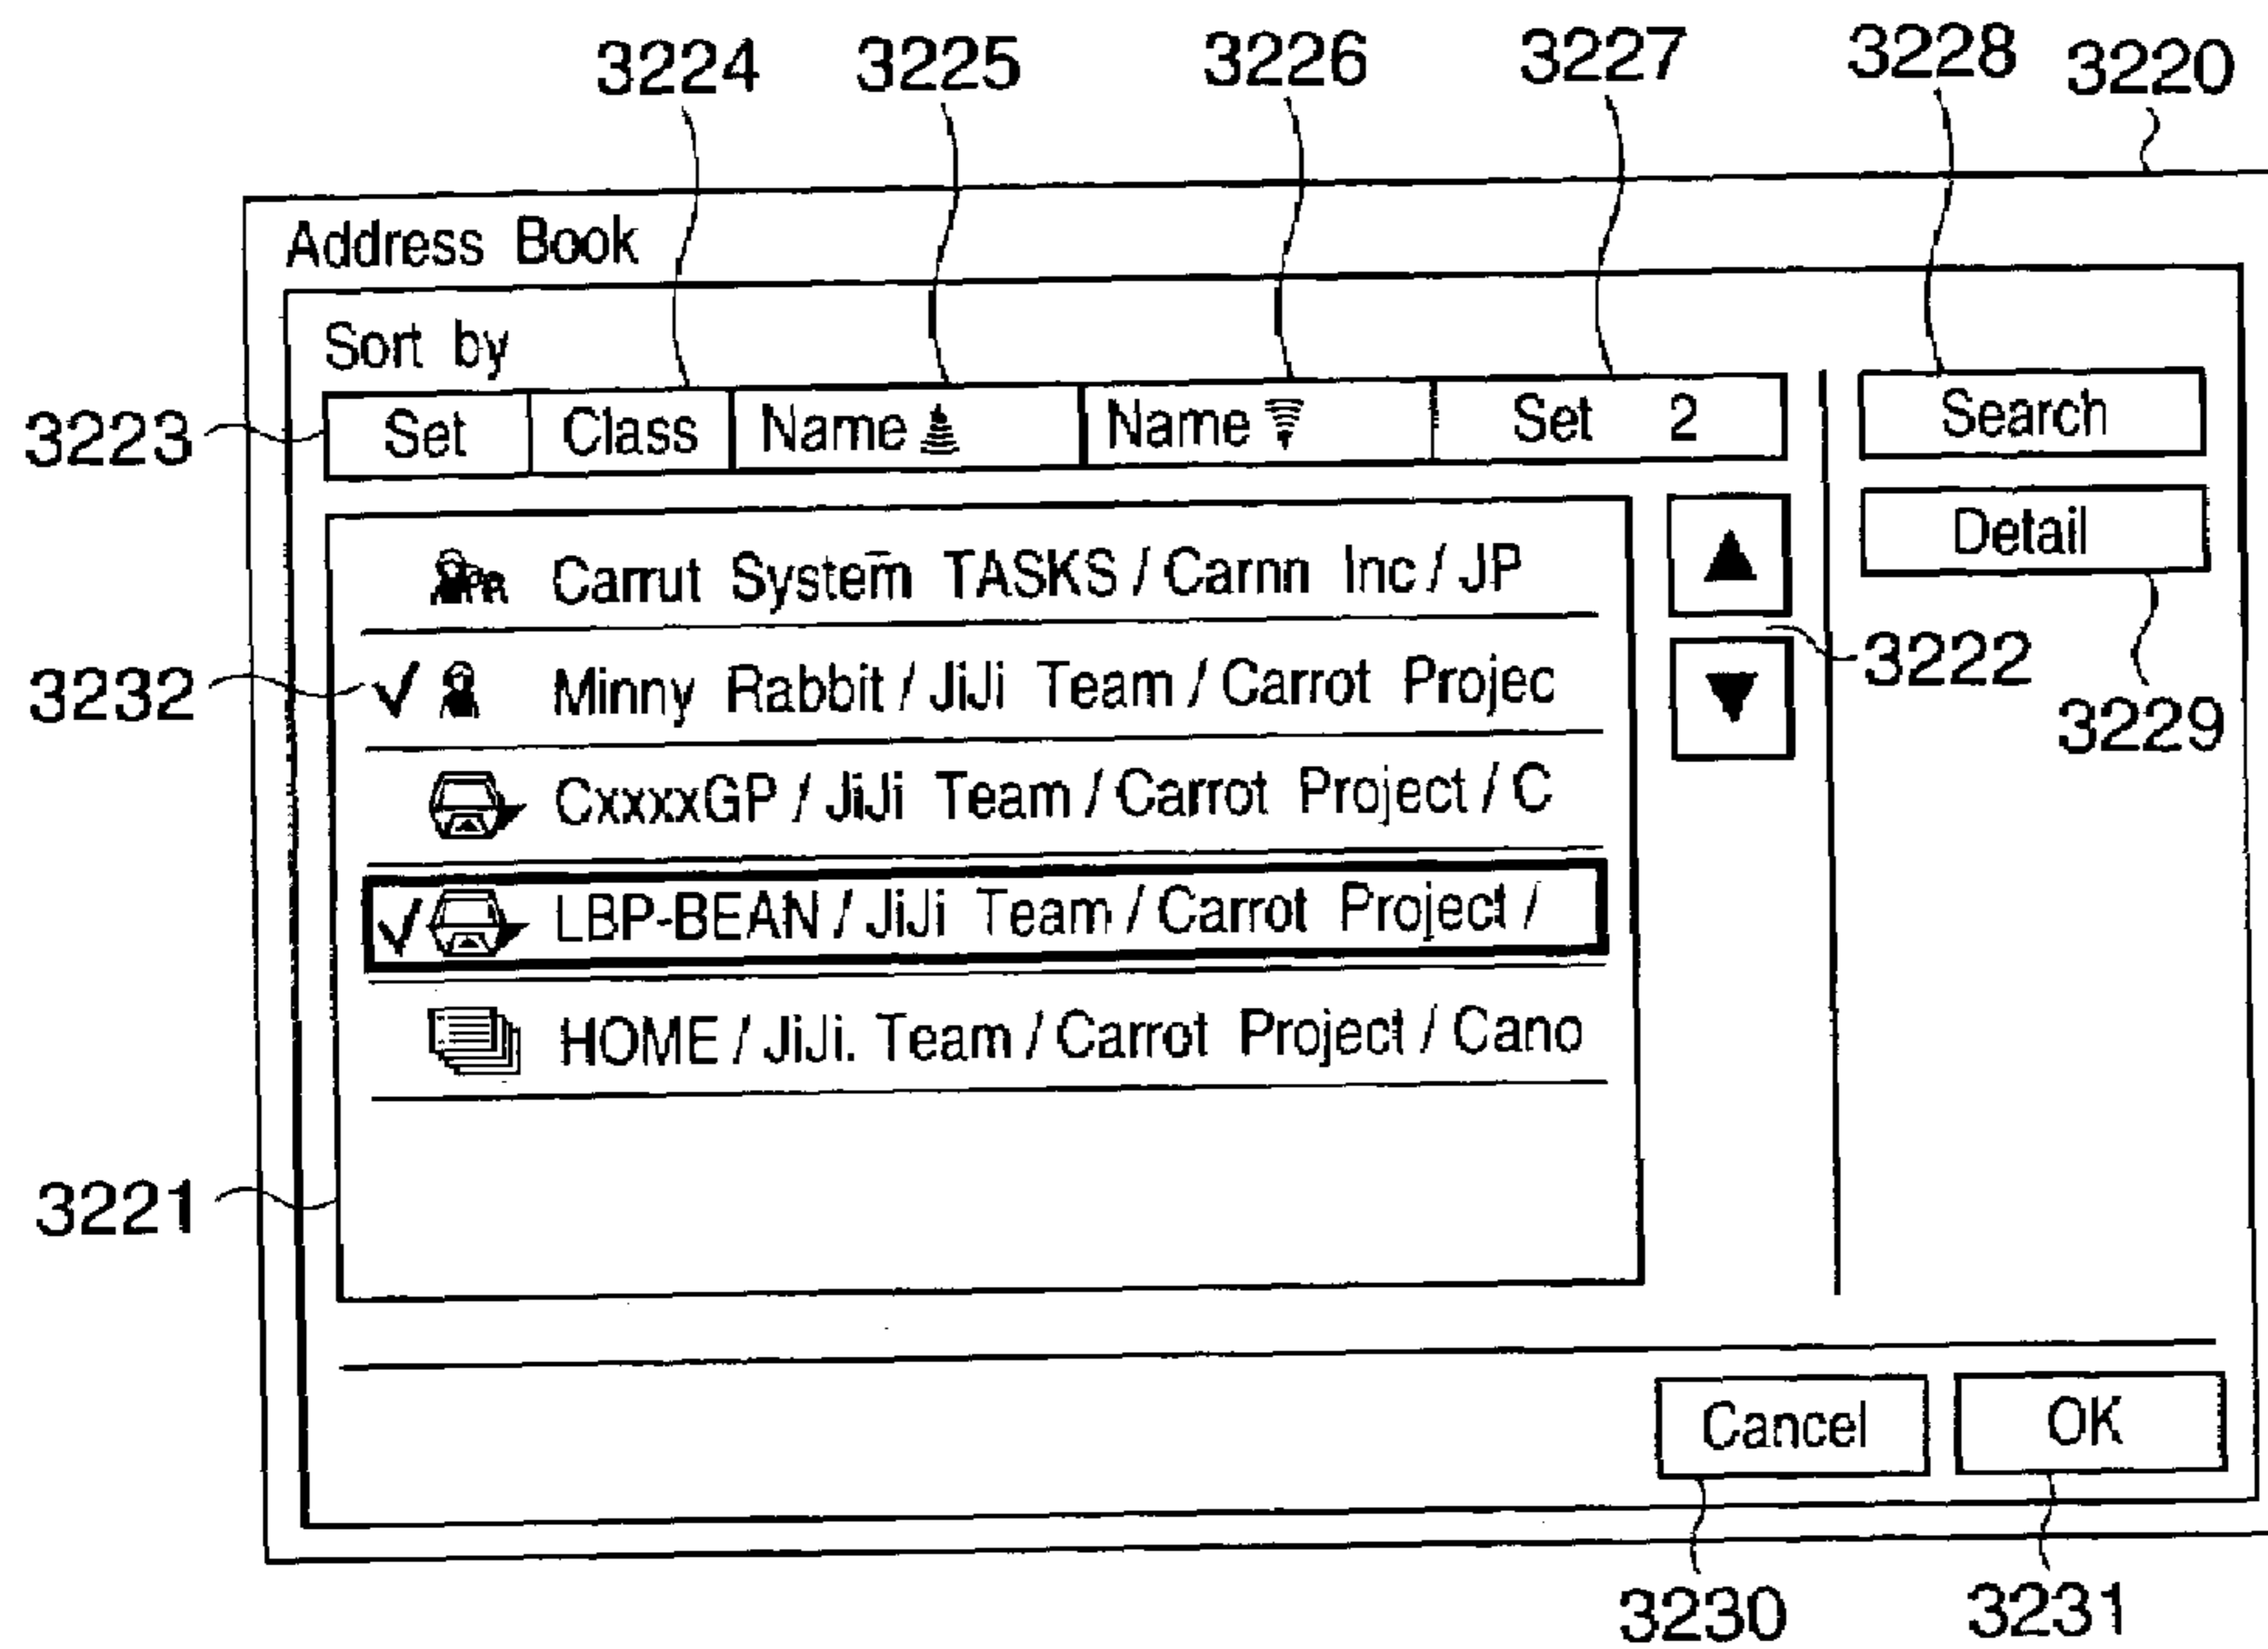 3224 3225 3226 3227 3228 3220
Address Book
Sort by
3223 Set Class Name Name Set 2 Search
Detail
Carrut System TASKS / Carnn Inc / JP
3222
3232 Minny Rabbit / JiJi Team / Carrot Projec
3229
CxxxxGP / JiJi Team / Carrot Project / C
LBP-BEAN / JiJi Team / Carrot Project /
HOME / JiJi. Team / Carrot Project / Cano
3221
Cancel OK
3230 3231